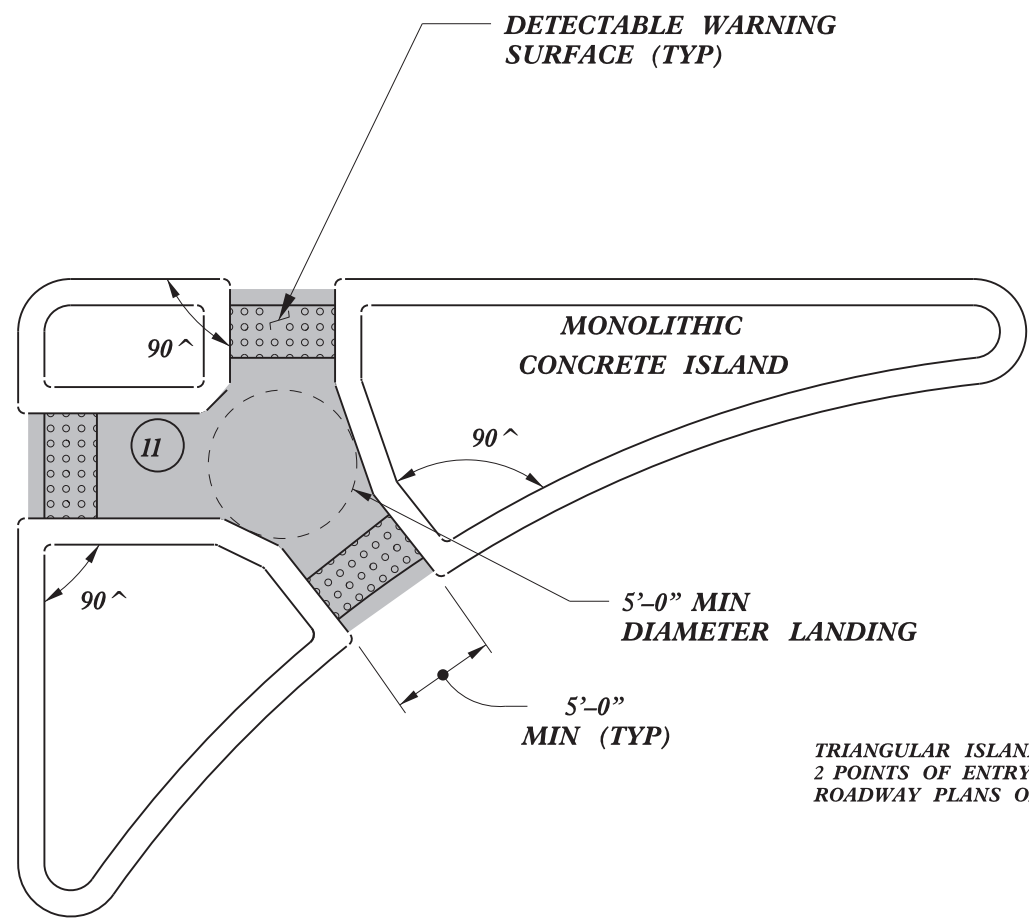 DETECTABLE WARNING
SURFACE (TYP)
MONOLITHIC
CONCRETE ISLAND
90^
90^
11
90^
5'–0" MIN
DIAMETER LANDING
5'–0"
MIN (TYP)
TRIANGULAR
2 POINTS OF ENTRY
ROADWAY PLANS